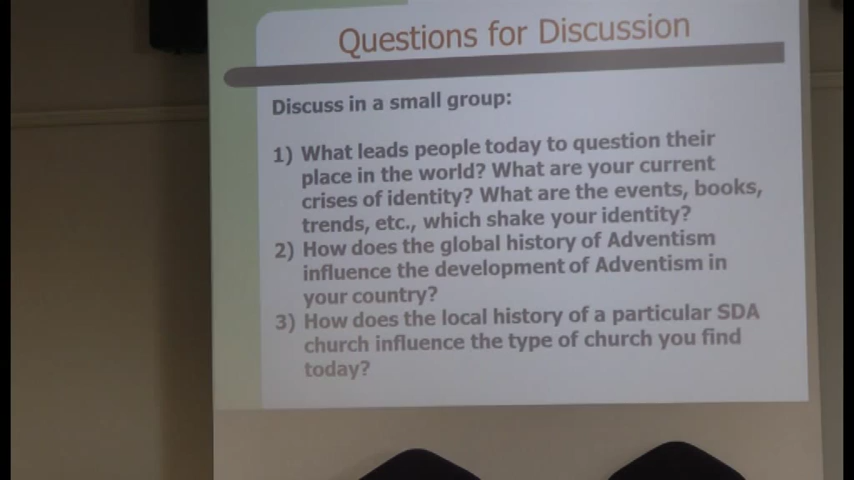 Questions for Discussion
Discuss in a small group:
1) What leads people today to question their
place in the world? What are your current
crises of identity? What are the events, books,
trends, etc., which shake your identity?
2) How does the global history of Adventism
influence the development of Adventism in
your country?
3) How does the local history of a particular SDA
church influence the type of church you find
today?